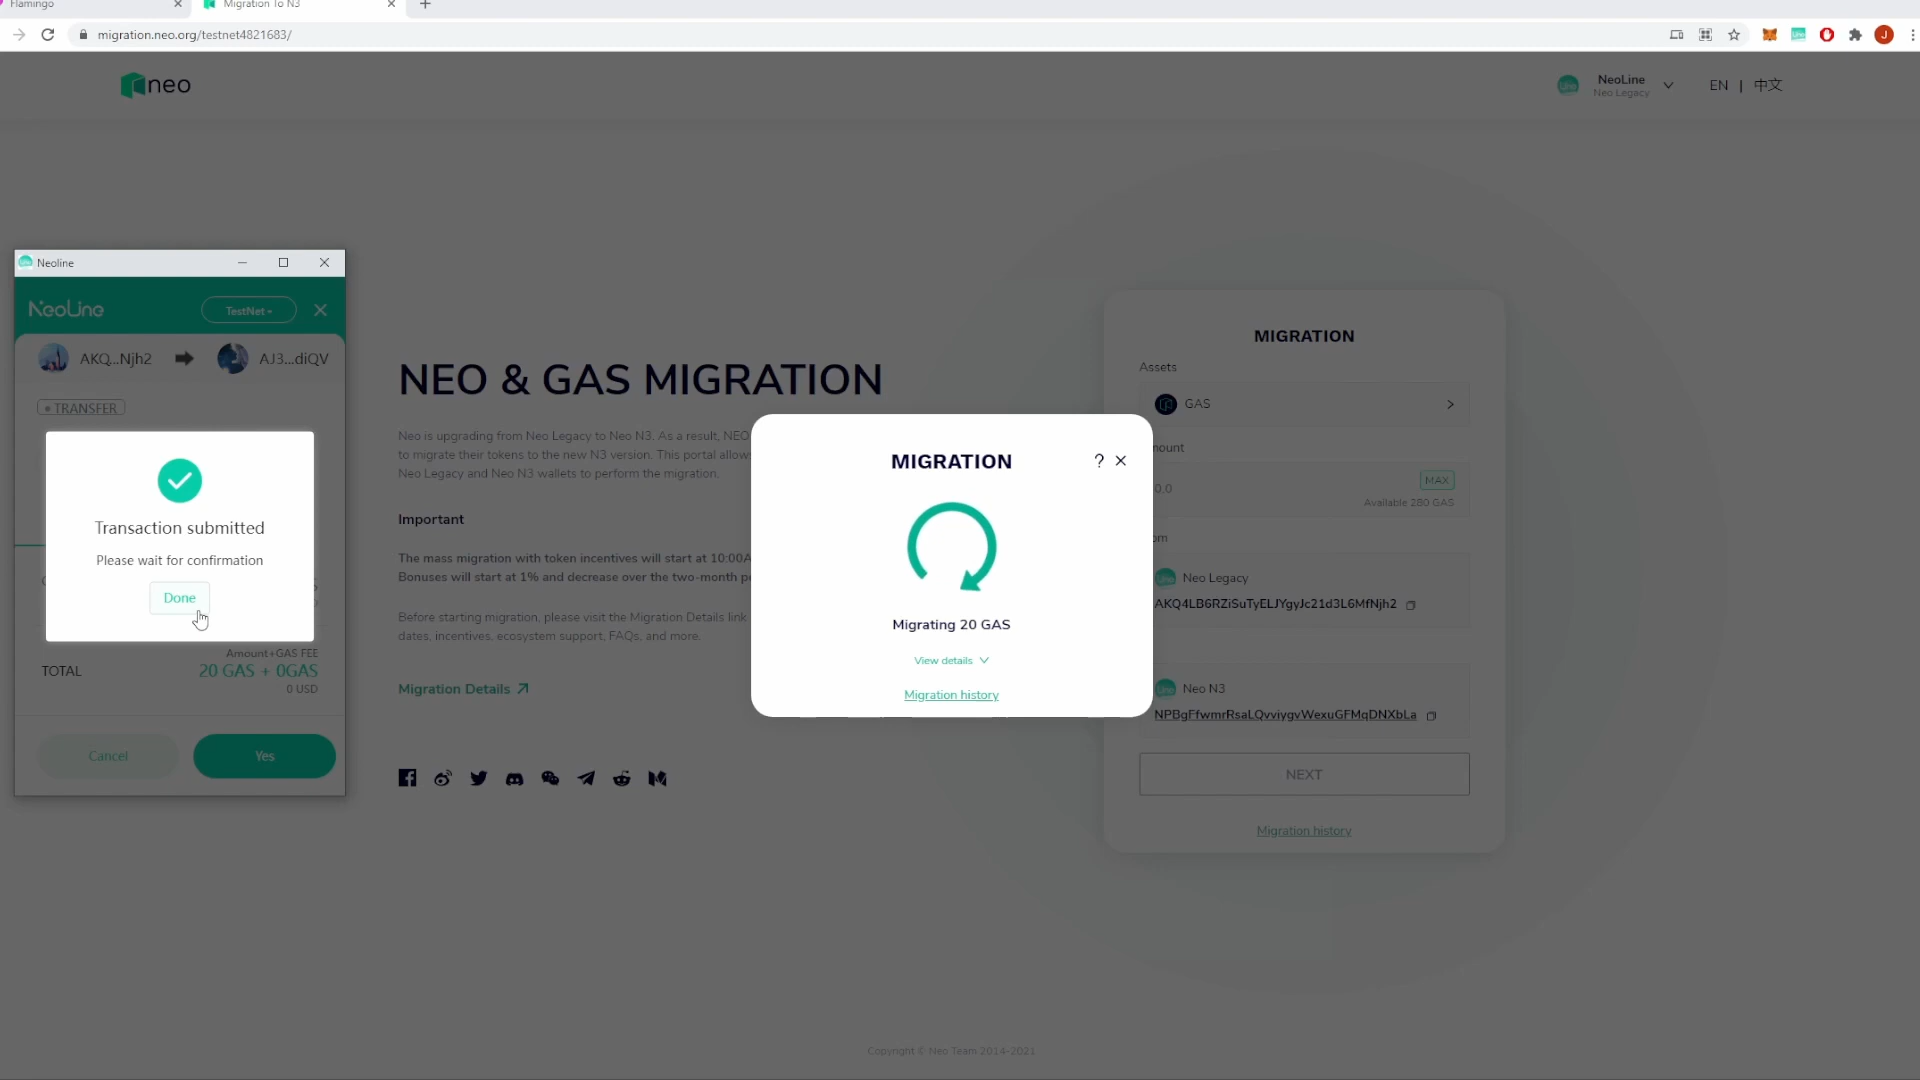 Flamingo
Migration To N3
migration.neo.org/testnet4821683/
neo
NeoLine
Neo Legacy
EN | 中文
Neoline
NeoLine
TestNet
AKQ...Njh2
AJ3...diQV
TRANSFER
Transaction submitted
Please wait for confirmation
Done
Amount+GAS FEE
TOTAL
20 GAS + 0GAS
0 USD
Cancel
Yes
NEO & GAS MIGRATION
Neo is upgrading from Neo Legacy to Neo N3. As a result, NEO
to migrate their tokens to the new N3 version. This portal allows
Neo Legacy and Neo N3 wallets to perform the migration.
Important
The mass migration with token incentives will start at 10:00A
Bonuses will start at 1% and decrease over the two-month pe
Before starting migration, please visit the Migration Details link
dates, incentives, ecosystem support, FAQs, and more.
Migration Details
MIGRATION
?
Migrating 20 GAS
View details
Migration history
MIGRATION
Assets
GAS
mount
0.0
MAX
Available 280 GAS
om
Neo Legacy
AKQ4LB6RZiSuTyELJYgyJc21d3L6MfNjh2
Neo N3
NPBgFfwmrRsaLQvviygvWexuGFMqDNXbLa
NEXT
Migration history
Copyright © Neo Team 2014-2021